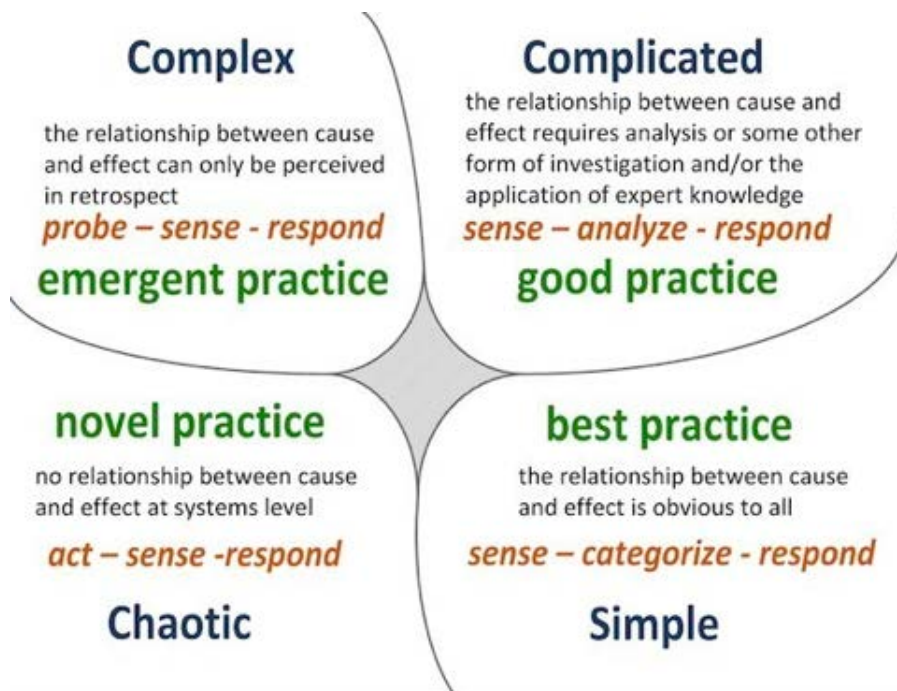 Complex
the relationship between cause
and effect can only be perceived
in retrospect
probe – sense - respond
emergent practice
Complicated
the relationship between cause and
effect requires analysis or some other
form of investigation and/or the
application of expert knowledge
sense – analyze - respond
good practice
novel practice
no relationship between cause
and effect at systems level
act – sense -respond
Chaotic
best practice
the relationship between cause
and effect is obvious to all
sense – categorize - respond
Simple